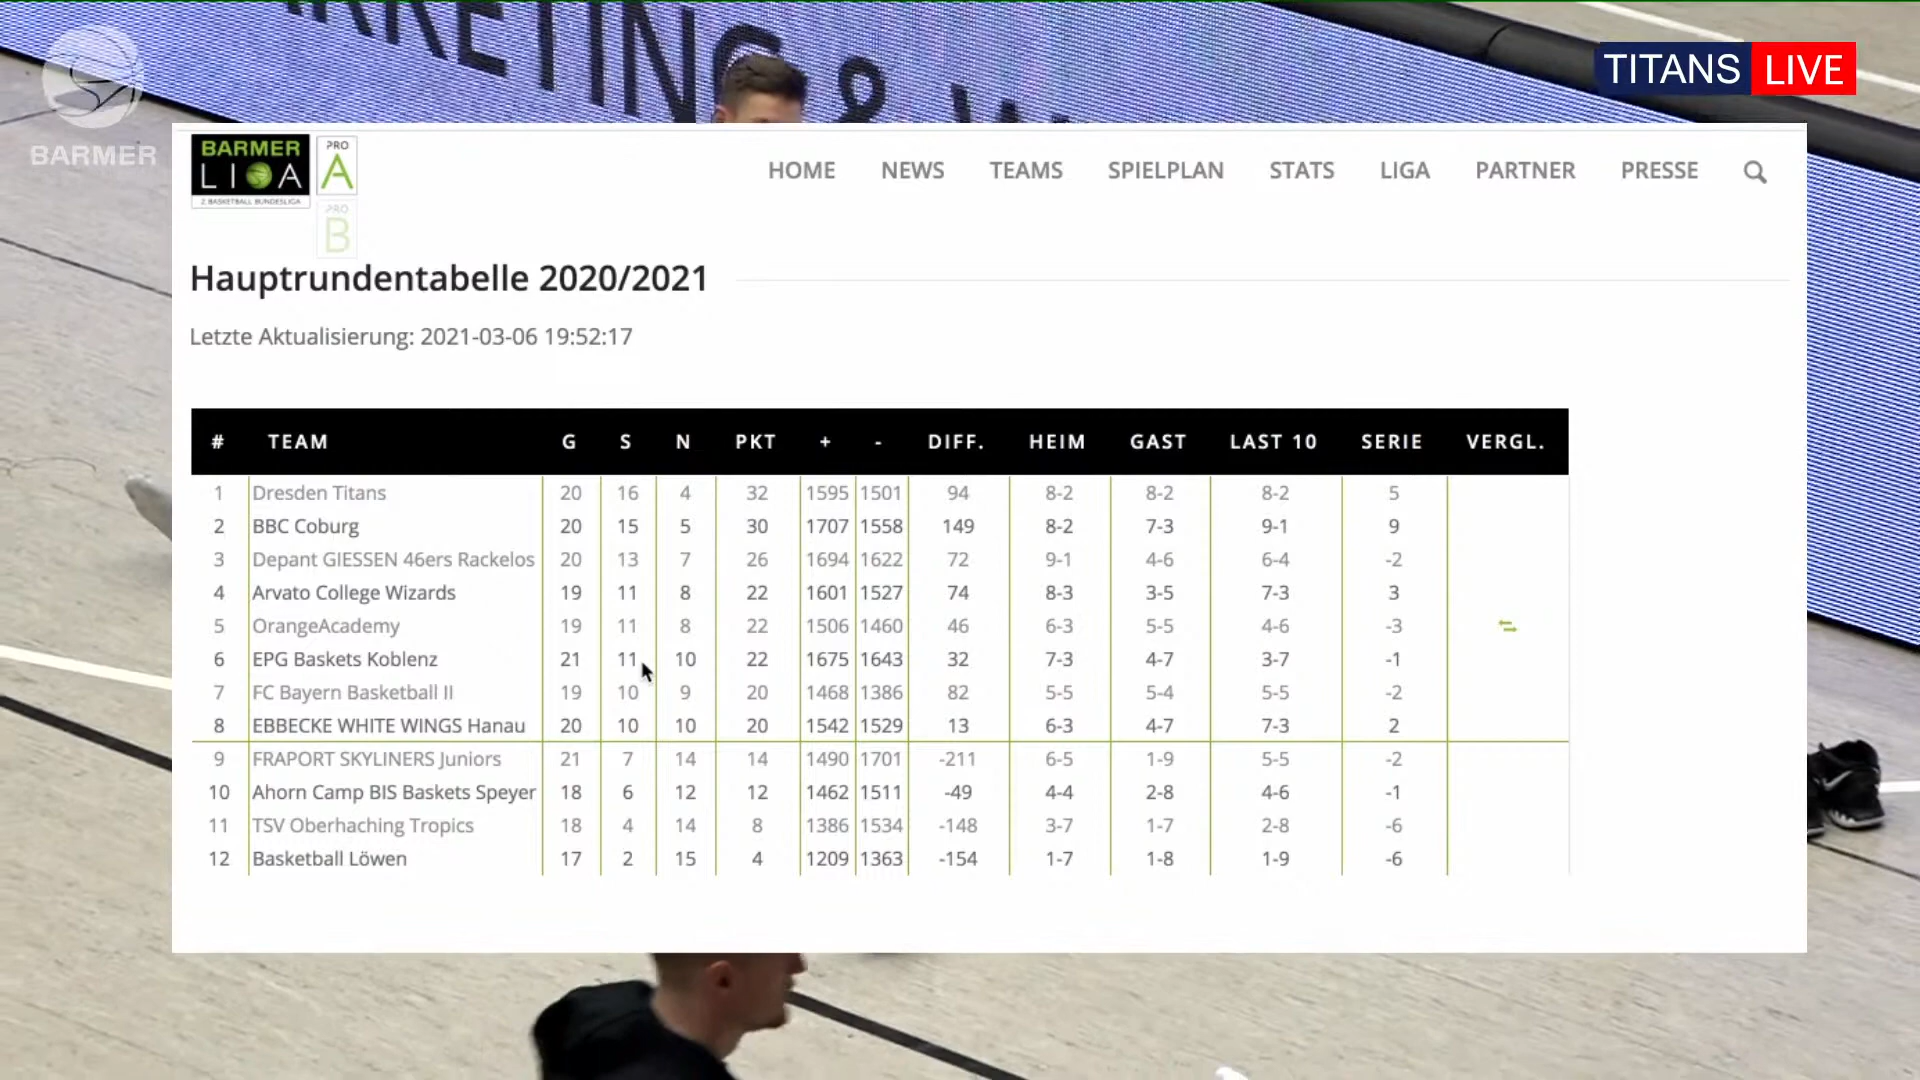 ARKETING & W
TITANS LIVE
BARMER
BARMER
LIGA
2. BASKETBALL BUNDESLIGA
PRO
A
PRO
B
HOME NEWS TEAMS SPIELPLAN STATS LIGA PARTNER PRESSE
Hauptrundentabelle 2020/2021
Letzte Aktualisierung: 2021-03-06 19:52:17
# TEAM G S N PKT + - DIFF. HEIM GAST LAST 10 SERIE VERGL.
1 Dresden Titans 20 16 4 32 1595 1501 94 8-2 8-2 8-2 5
2 BBC Coburg 20 15 5 30 1707 1558 149 8-2 7-3 9-1 9
3 Depant GIESSEN 46ers Rackelos 20 13 7 26 1694 1622 72 9-1 4-6 6-4 -2
4 Arvato College Wizards 19 11 8 22 1601 1527 74 8-3 3-5 7-3 3
5 OrangeAcademy 19 11 8 22 1506 1460 46 6-3 5-5 4-6 -3
6 EPG Baskets Koblenz 21 11 10 22 1675 1643 32 7-3 4-7 3-7 -1
7 FC Bayern Basketball II 19 10 9 20 1468 1386 82 5-5 5-4 5-5 -2
8 EBBECKE WHITE WINGS Hanau 20 10 10 20 1542 1529 13 6-3 4-7 7-3 2
9 FRAPORT SKYLINERS Juniors 21 7 14 14 1490 1701 -211 6-5 1-9 5-5 -2
10 Ahorn Camp BIS Baskets Speyer 18 6 12 12 1462 1511 -49 4-4 2-8 4-6 -1
11 TSV Oberhaching Tropics 18 4 14 8 1386 1534 -148 3-7 1-7 2-8 -6
12 Basketball Löwen 17 2 15 4 1209 1363 -154 1-7 1-8 1-9 -6